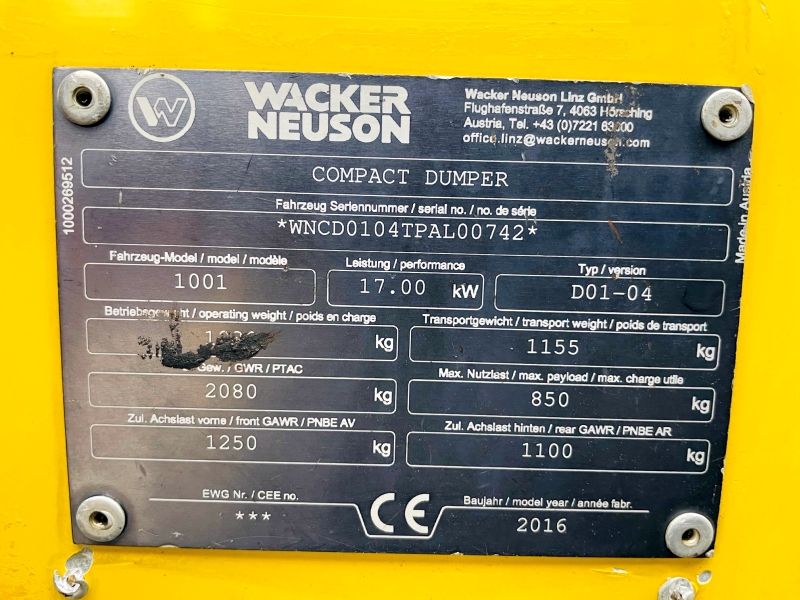 WACKER NEUSON
Wacker Neuson Linz GmbH
Flughafenstraße 7, 4063 Hörsching
Austria, Tel. +43 (0)7221 63000
office.linz@wackerneuson.com
1000269512
COMPACT DUMPER
Fahrzeug Seriennummer / serial no. / no. de série
*WNCD0104TPAL00742*
Made in Austria
Fahrzeug-Model / model / modèle
1001
Leistung / performance
17.00 kW
Typ / version
D01-04
Betriebsgewicht / operating weight / poids en charge
kg
Transportgewicht / transport weight / poids de transport
1155 kg
Gew. / GWR / PTAC
2080 kg
Max. Nutzlast / max. payload / max. charge utile
850 kg
Zul. Achslast vorne / front GAWR / PNBE AV
1250 kg
Zul. Achslast hinten / rear GAWR / PNBE AR
1100 kg
EWG Nr. / CEE no.
***
CE
Baujahr / model year / année fabr.
2016